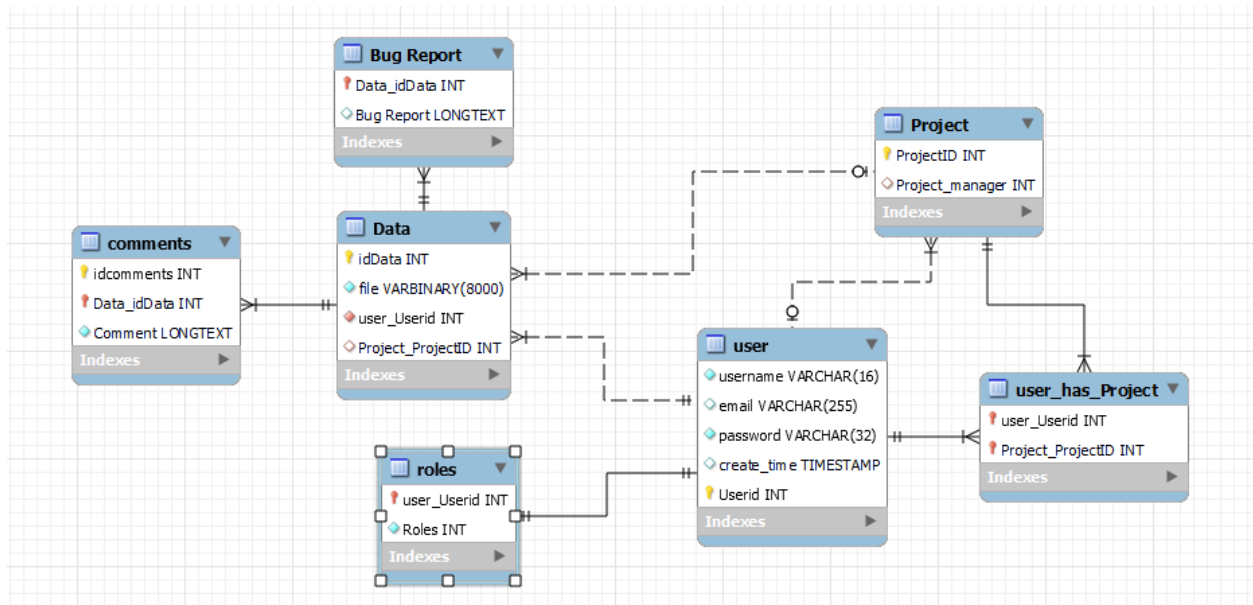 Bug Report
Data_idData INT
Bug Report LONGTEXT
Indexes
Project
ProjectID INT
Project_manager INT
Indexes
comments
idcomments INT
Data_idData INT
Comment LONGTEXT
Indexes
Data
idData INT
file VARBINARY(8000)
user_Userid INT
Project_ProjectID INT
Indexes
user
username VARCHAR(16)
email VARCHAR(255)
password VARCHAR(32)
create_time TIMESTAMP
Userid INT
Indexes
user_has_Project
user_Userid INT
Project_ProjectID INT
Indexes
roles
user_Userid INT
Roles INT
Indexes